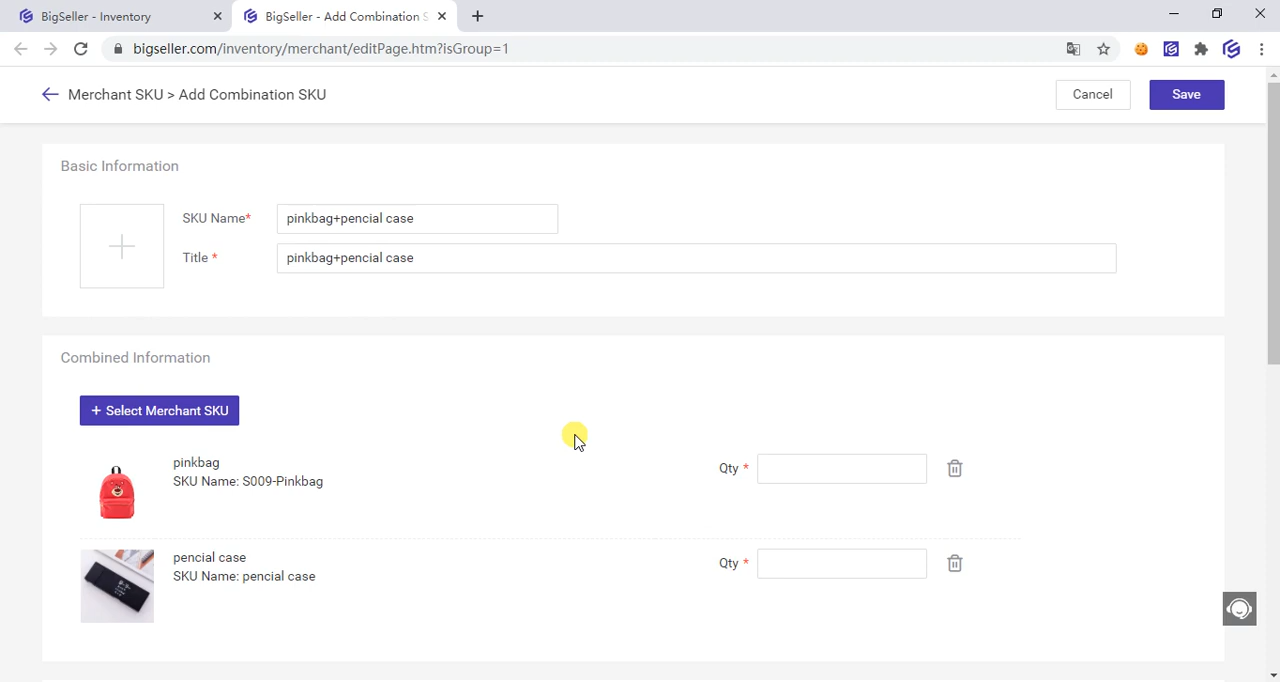 BigSeller - Inventory
BigSeller - Add Combination S
bigseller.com/inventory/merchant/editPage.htm?isGroup=1
Merchant SKU > Add Combination SKU
Cancel
Save
Basic Information
SKU Name*
pinkbag+pencial case
Title *
pinkbag+pencial case
Combined Information
+ Select Merchant SKU
pinkbag
SKU Name: S009-Pinkbag
Qty *
pencial case
SKU Name: pencial case
Qty *